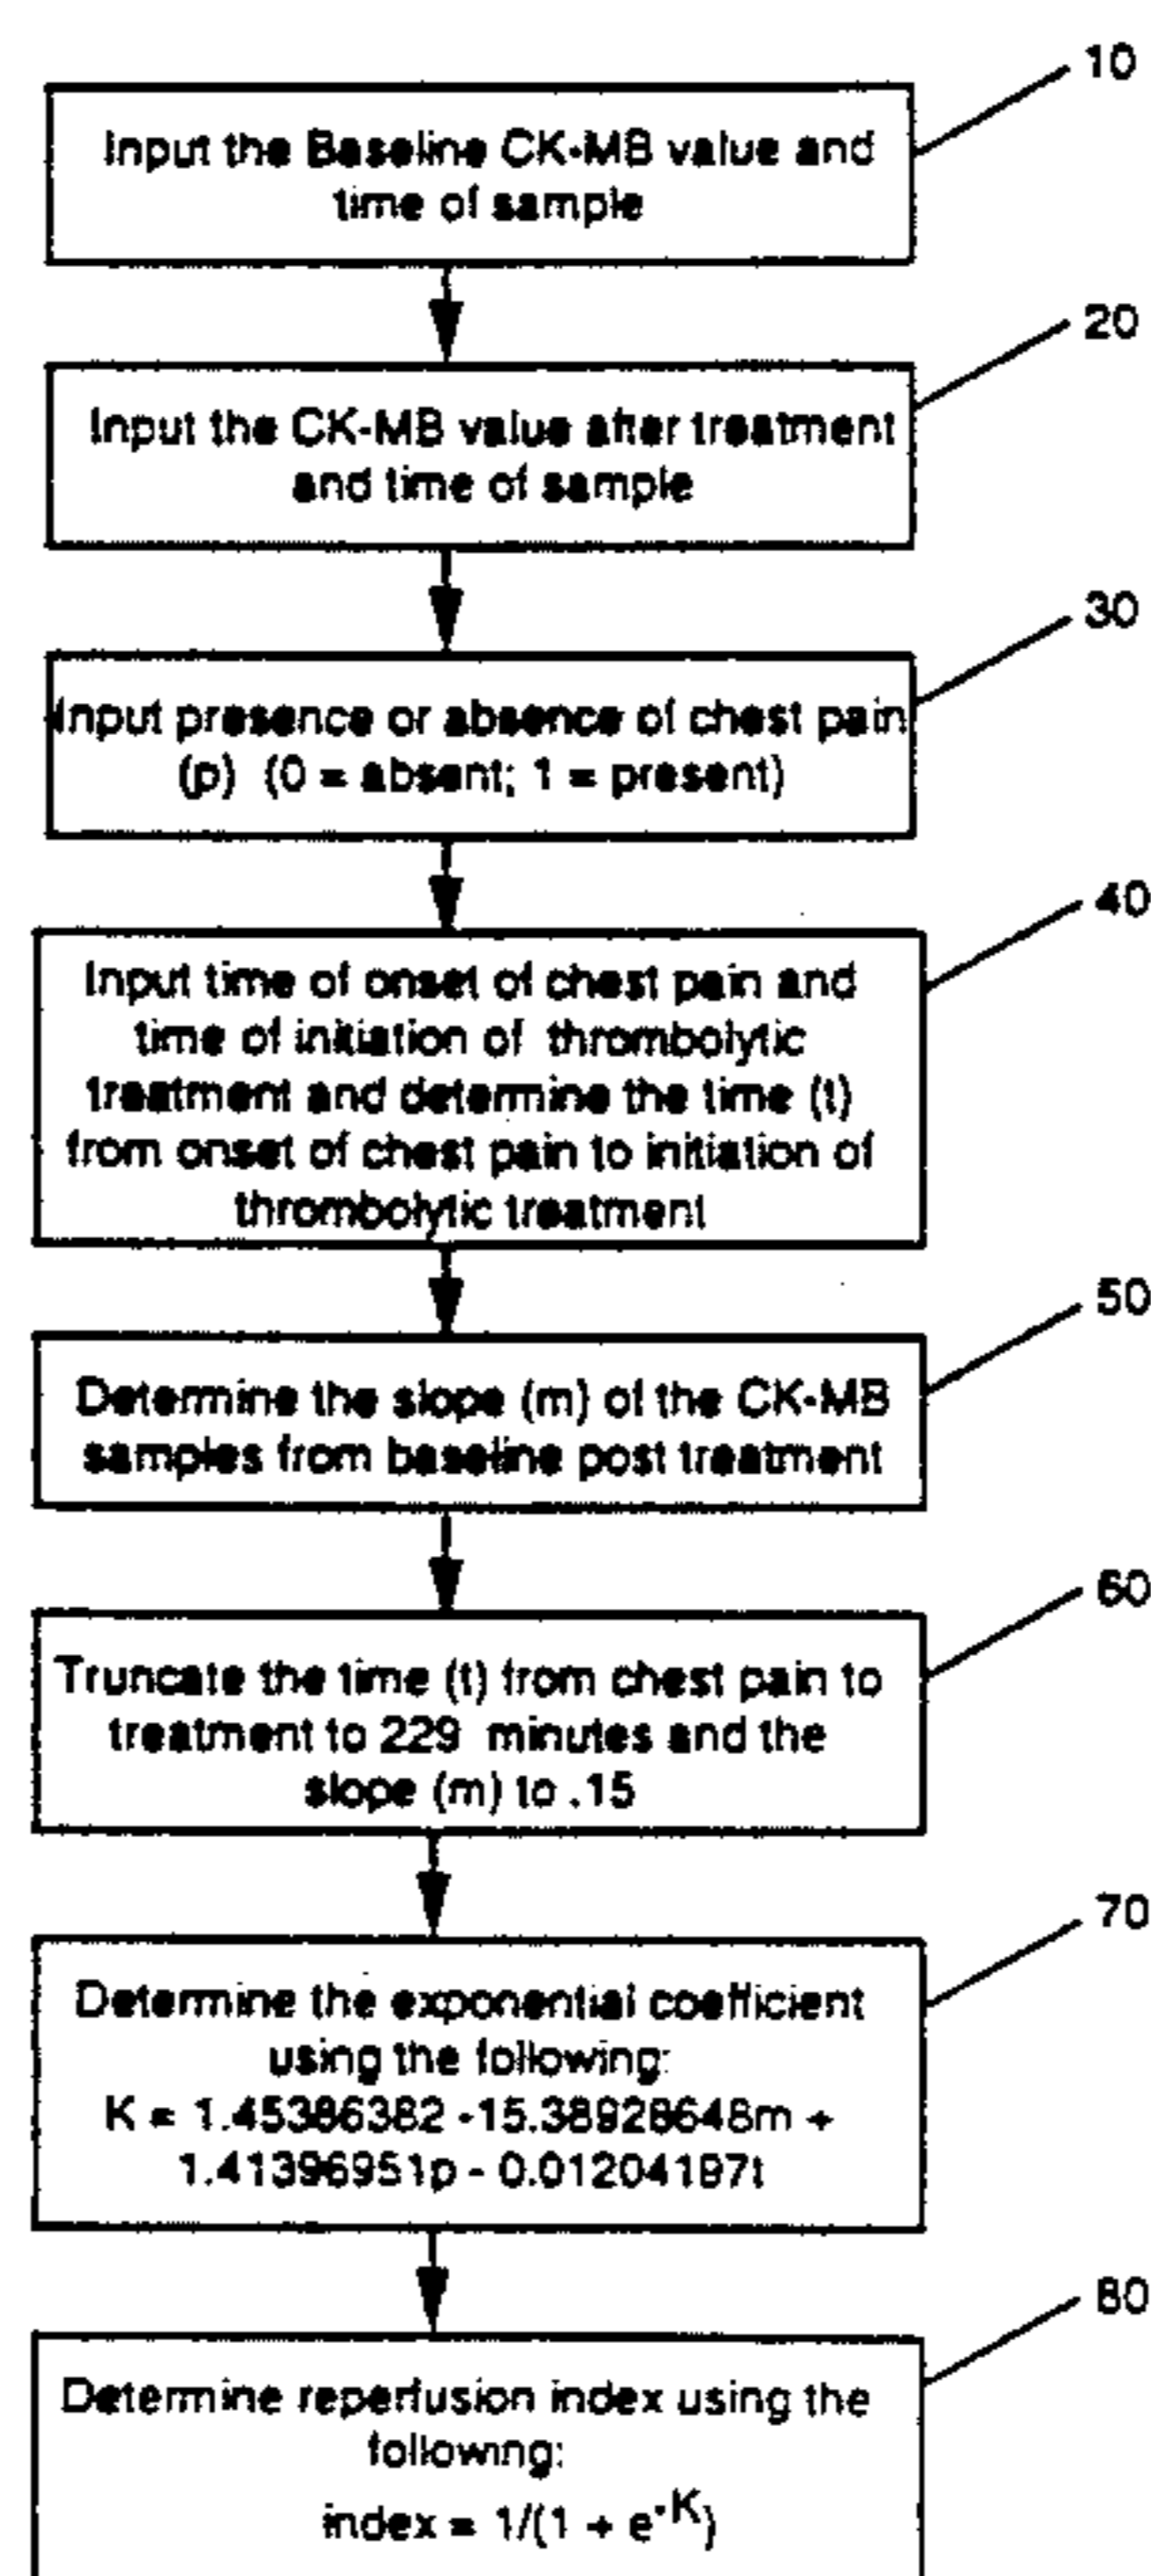 10
Input the Baseline CK-MB value and
time of sample
20
Input the CK-MB value after treatment
and time of sample
30
Input presence or absence of chest pain
(p) (0 = absent; 1 = present)
40
Input time of onset of chest pain and
time of initiation of thrombolytic
treatment and determine the time (t)
from onset of chest pain to initiation of
thrombolytic treatment
50
Determine the slope (m) of the CK-MB
samples from baseline post treatment
60
Truncate the time (t) from chest pain to
treatment to 229 minutes and the
slope (m) to .15
70
Determine the exponential coefficient
using the following:
K = 1.45386382 -15.38928648m +
1.41396951p - 0.01204197t
80
Determine reperfusion index using the
following:
index = 1/(1 + e-K)